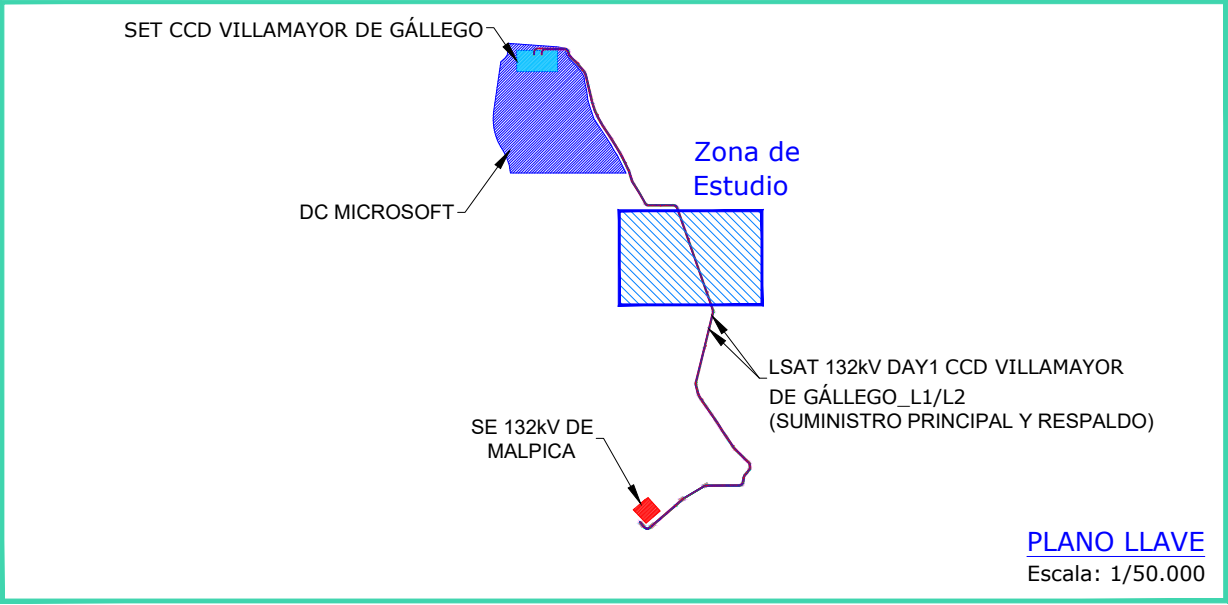 SET CCD VILLAMAYOR DE GÁLLEGO
Zona de
Estudio
DC MICROSOFT
LSAT 132kV DAY1 CCD VILLAMAYOR
DE GÁLLEGO_L1/L2
(SUMINISTRO PRINCIPAL Y RESPALDO)
SE 132kV DE
MALPICA
PLANO LLAVE
Escala: 1/50.000